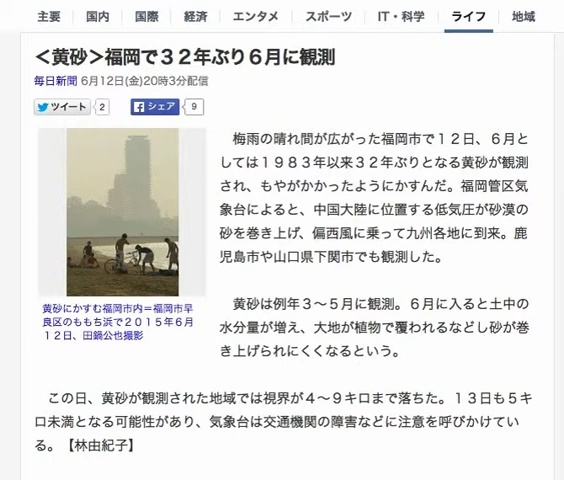 主要 国内 国際 経済 エンタメ スポーツ IT・科学 ライフ 地域
＜黄砂＞福岡で３２年ぶり６月に観測
毎日新聞 6月12日(金)20時3分配信
ツイート 2 シェア 9
梅雨の晴れ間が広がった福岡市で１２日、６月と
しては１９８３年以来３２年ぶりとなる黄砂が観測
され、もやがかかったようにかすんだ。福岡管区気
象台によると、中国大陸に位置する低気圧が砂漠の
砂を巻き上げ、偏西風に乗って九州各地に到来。鹿
児島市や山口県下関市でも観測した。
黄砂にかすむ福岡市内＝福岡市早
良区のももち浜で２０１５年６月
１２日、田鍋公也撮影
黄砂は例年３～５月に観測。６月に入ると土中の
水分量が増え、大地が植物で覆われるなどし砂が巻
き上げられにくくなるという。
この日、黄砂が観測された地域では視界が４～９キロまで落ちた。１３日も５キ
ロ未満となる可能性があり、気象台は交通機関の障害などに注意を呼びかけてい
る。【林由紀子】